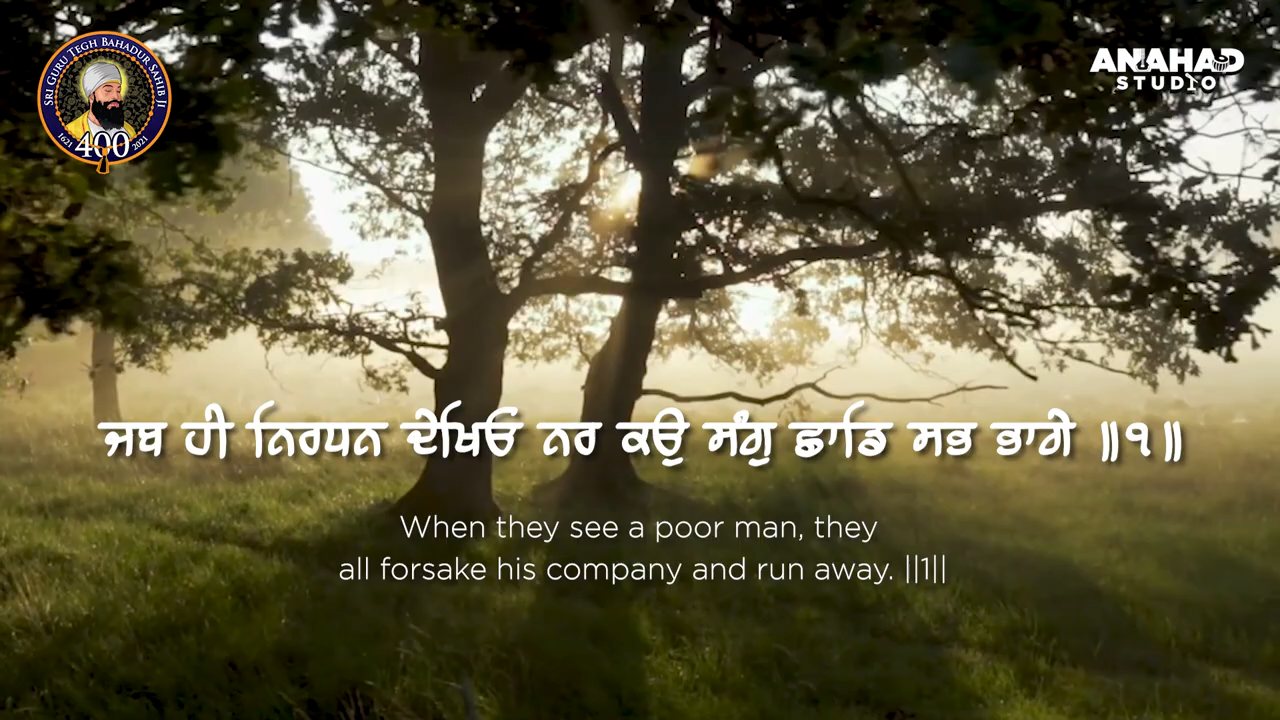 SRI GURU TEGH BAHADUR SAHIB JI
1621 400 2021
ANAHAD
STUDIO
ਜਬ ਹੀ ਨਿਰਧਨ ਦੇਖਿਓ ਨਰ ਕਉ ਸੰਗੁ ਛਾਡਿ ਸਭ ਭਾਗੇ ॥੧॥
When they see a poor man, they
all forsake his company and run away. ||1||